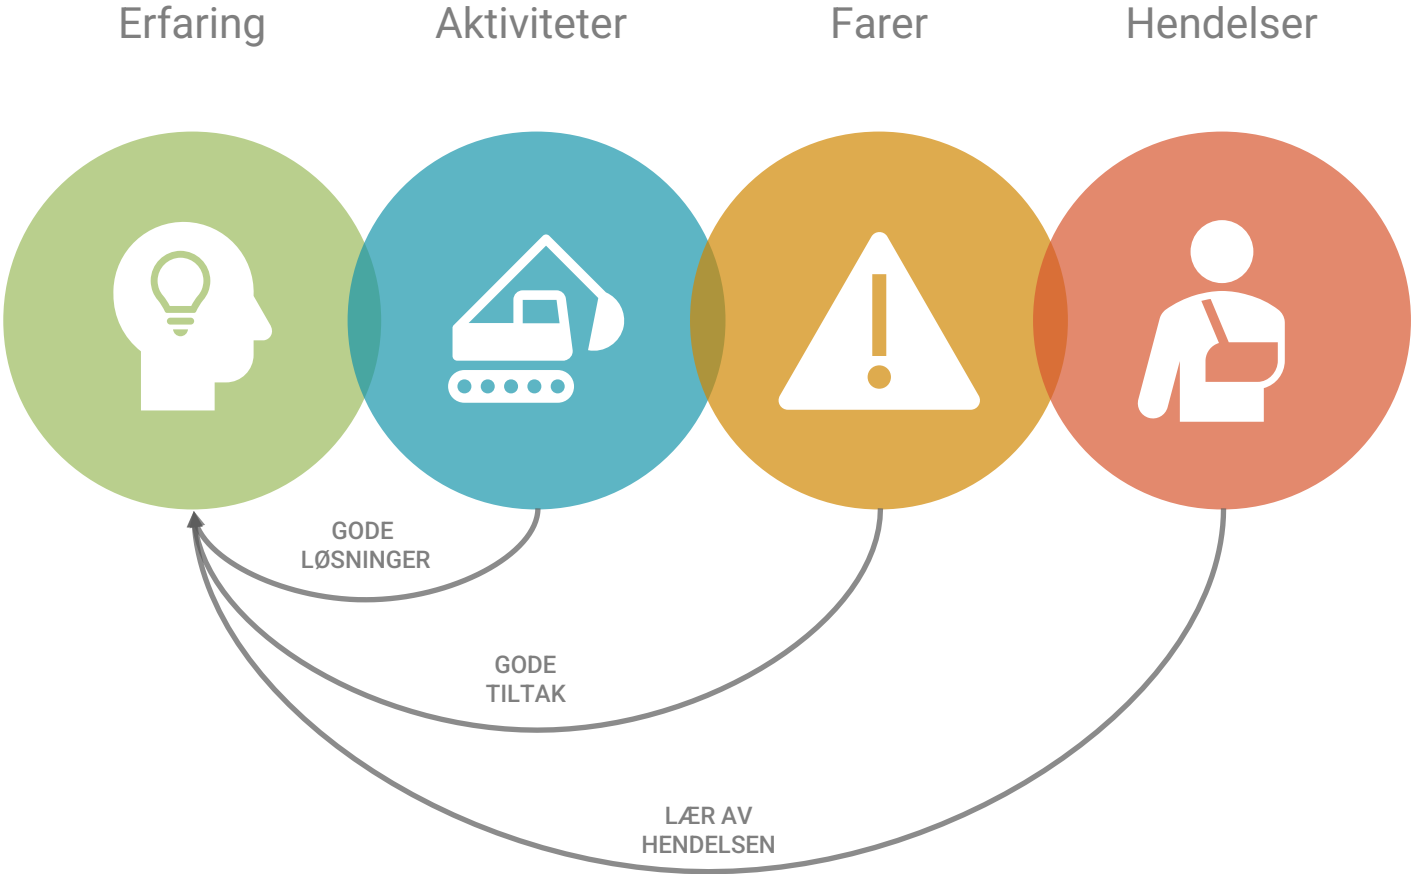 Erfaring
Aktiviteter
Farer
Hendelser
GODE
LØSNINGER
GODE
TILTAK
LÆR AV
HENDELSEN